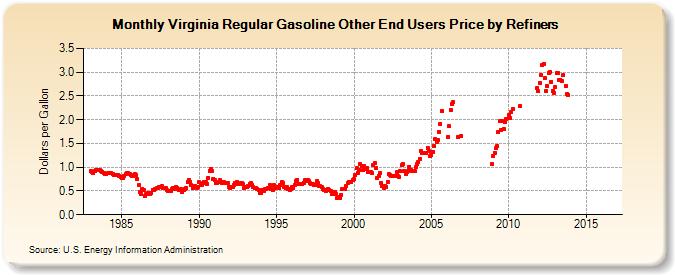 Monthly Virginia Regular Gasoline Other End Users Price by Refiners
Dollars per Gallon
3.5
3.0
2.5
2.0
1.5
1.0
0.5
0.0
1985 1990 1995 2000 2005 2010 2015
Source: U.S. Energy Information Administration